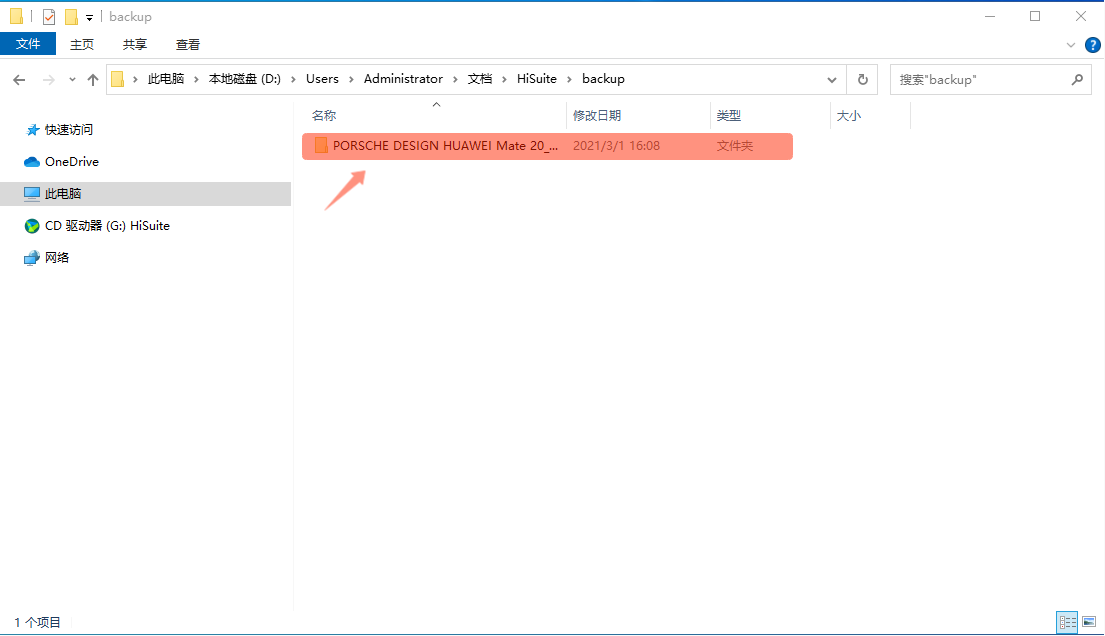 backup
文件 主页 共享 查看
此电脑 本地磁盘 (D:) Users Administrator 文档 HiSuite backup 搜索"backup"
名称 修改日期 类型 大小
PORSCHE DESIGN HUAWEI Mate 20_... 2021/3/1 16:08 文件夹
快速访问
OneDrive
此电脑
CD 驱动器 (G:) HiSuite
网络
1 个项目